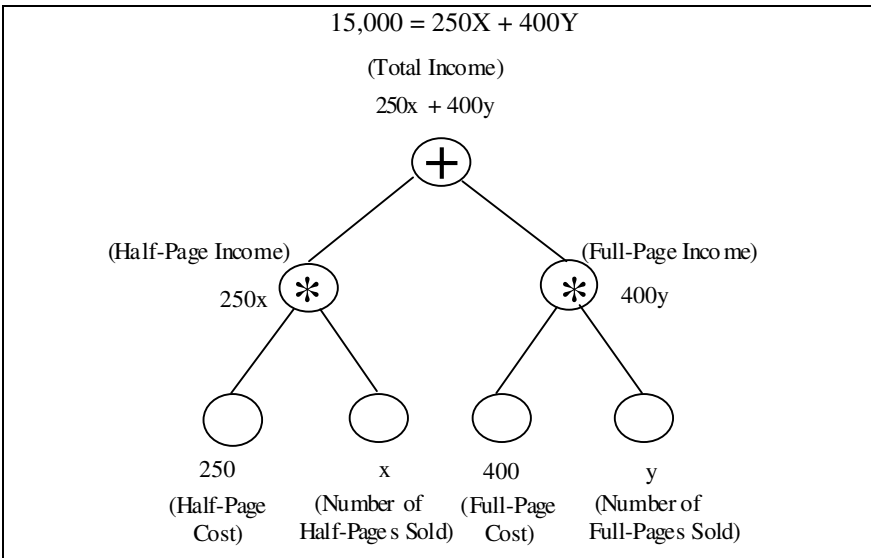 15,000 = 250X + 400Y
(Total Income)
250x + 400y
+
(Half-Page Income)
(Full-Page Income)
250x
*
*
400y
250
x
400
y
(Half-Page
Cost)
(Number of
Half-Pages Sold)
(Full-Page
Cost)
(Number of
Full-Pages Sold)